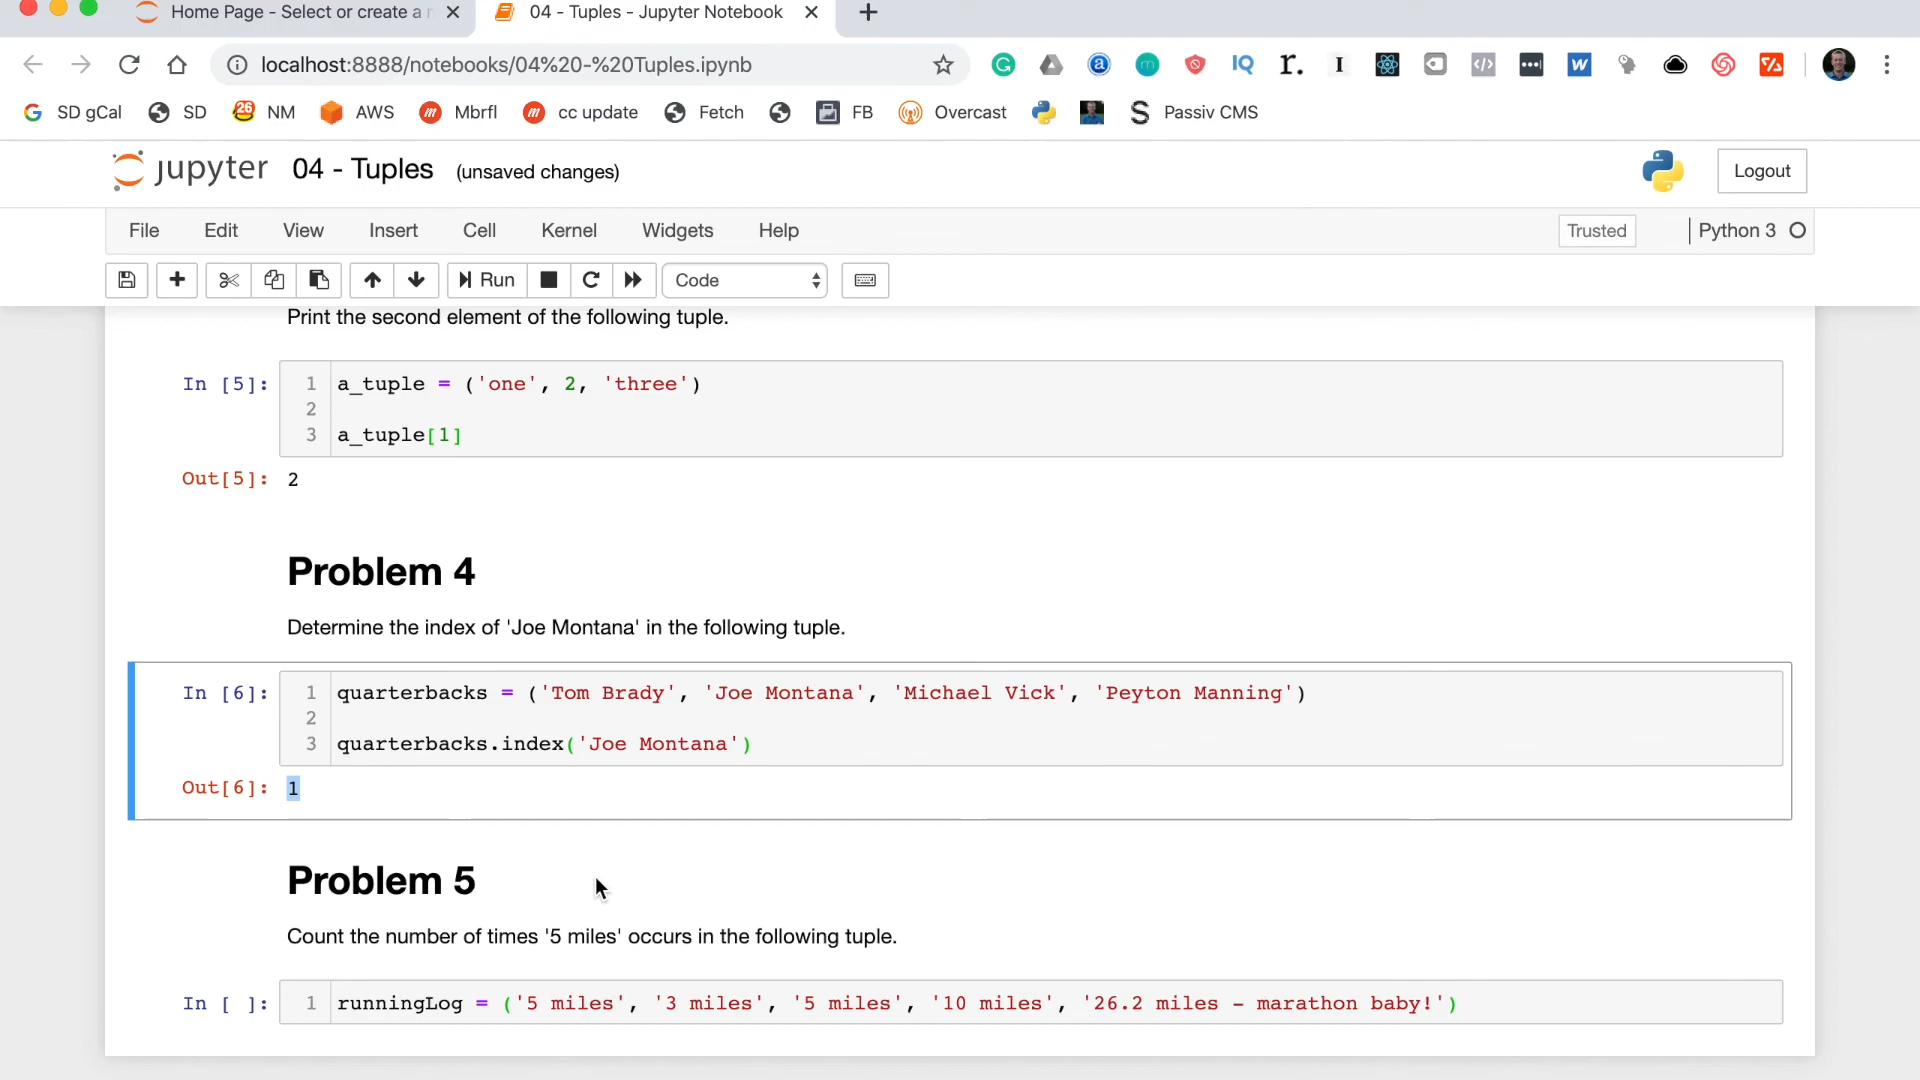 Home Page - Select or create a
04 - Tuples - Jupyter Notebook
localhost:8888/notebooks/04%20-%20Tuples.ipynb
SD gCal SD NM AWS Mbrfl cc update Fetch FB Overcast Passiv CMS
jupyter 04 - Tuples (unsaved changes)
Logout
File Edit View Insert Cell Kernel Widgets Help
Trusted
Python 3
Run
Code
Print the second element of the following tuple.
In [5]: 1 a_tuple = ('one', 2, 'three')
2
3 a_tuple[1]
Out[5]: 2
Problem 4
Determine the index of 'Joe Montana' in the following tuple.
In [6]: 1 quarterbacks = ('Tom Brady', 'Joe Montana', 'Michael Vick', 'Peyton Manning')
2
3 quarterbacks.index('Joe Montana')
Out[6]: 1
Problem 5
Count the number of times '5 miles' occurs in the following tuple.
In [ ]: 1 runningLog = ('5 miles', '3 miles', '5 miles', '10 miles', '26.2 miles - marathon baby!')